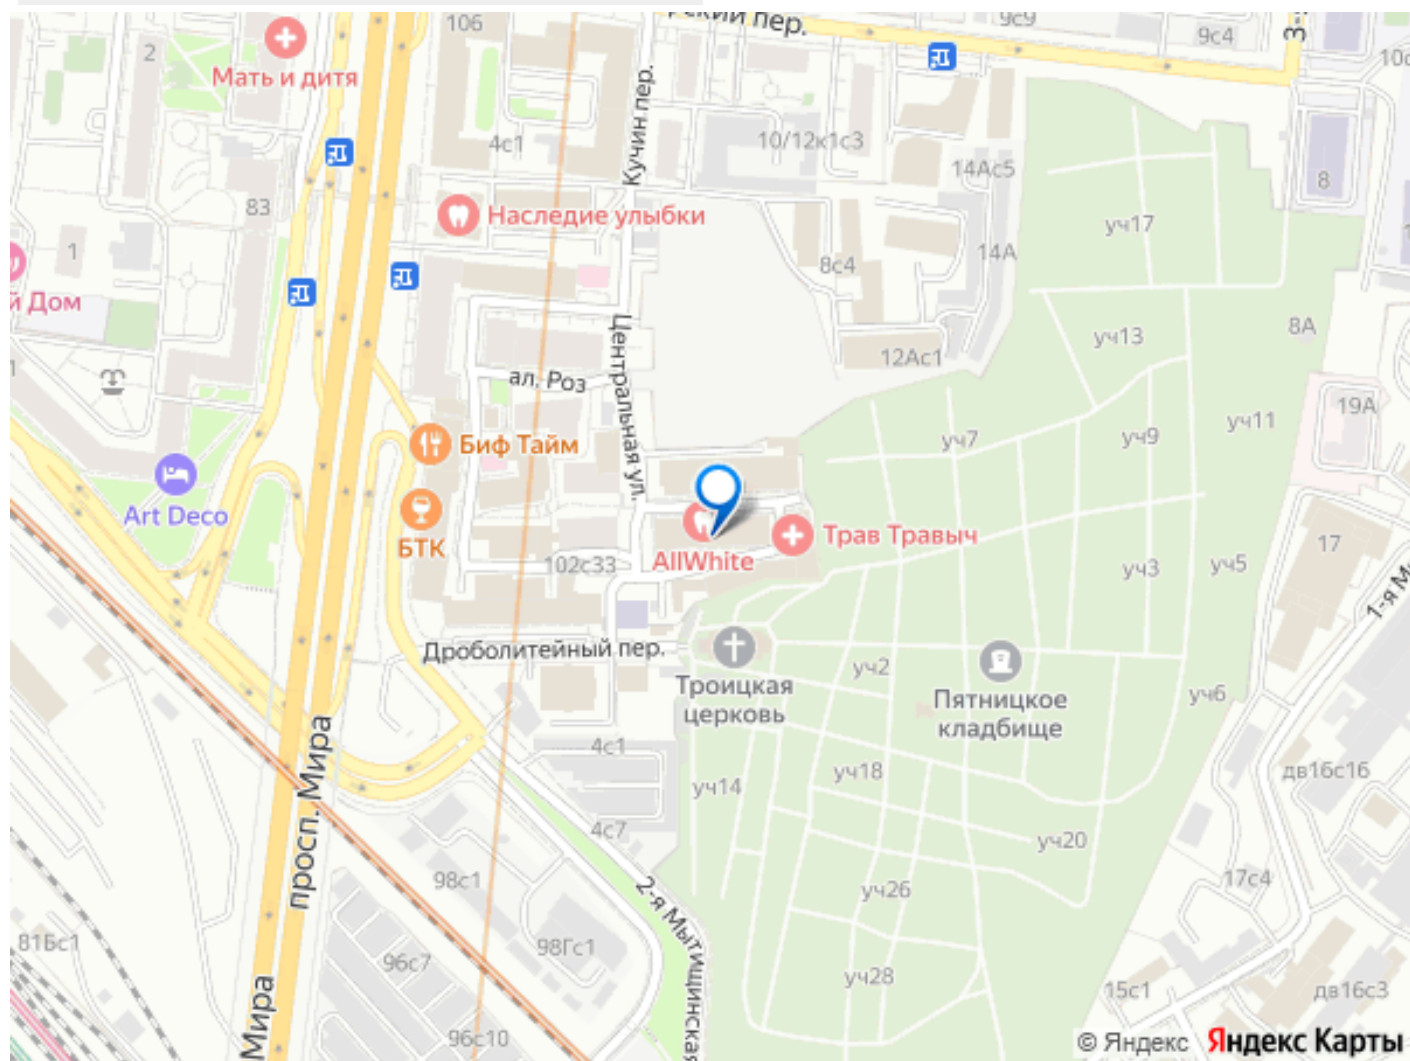 106
рский пер.
9с9
9с4
3-
2
Мать и дитя
10с
Кучин пер.
4с1
10/12к1с3
14Ас5
8
83
Наследие улыбки
уч17
1
8с4
14А
й Дом
Центральная ул.
8А
уч13
12Ас1
ал. Роз
19А
уч11
Биф Тайм
уч7
уч9
Art Deco
БТК
AllWhite
Трав Травыч
17
102с33
уч3
уч5
1-я М
Дроболитейный пер.
уч2
Троицкая
церковь
Пятницкое
кладбище
уч6
просп. Мира
4с1
уч14
уч18
дв16с16
4с7
уч20
98с1
2-я Мытищинская
уч26
17с4
81Бс1
98Гс1
96с7
уч28
15с1
дв16с3
Мира
96с10
© Яндекс Яндекс Карты